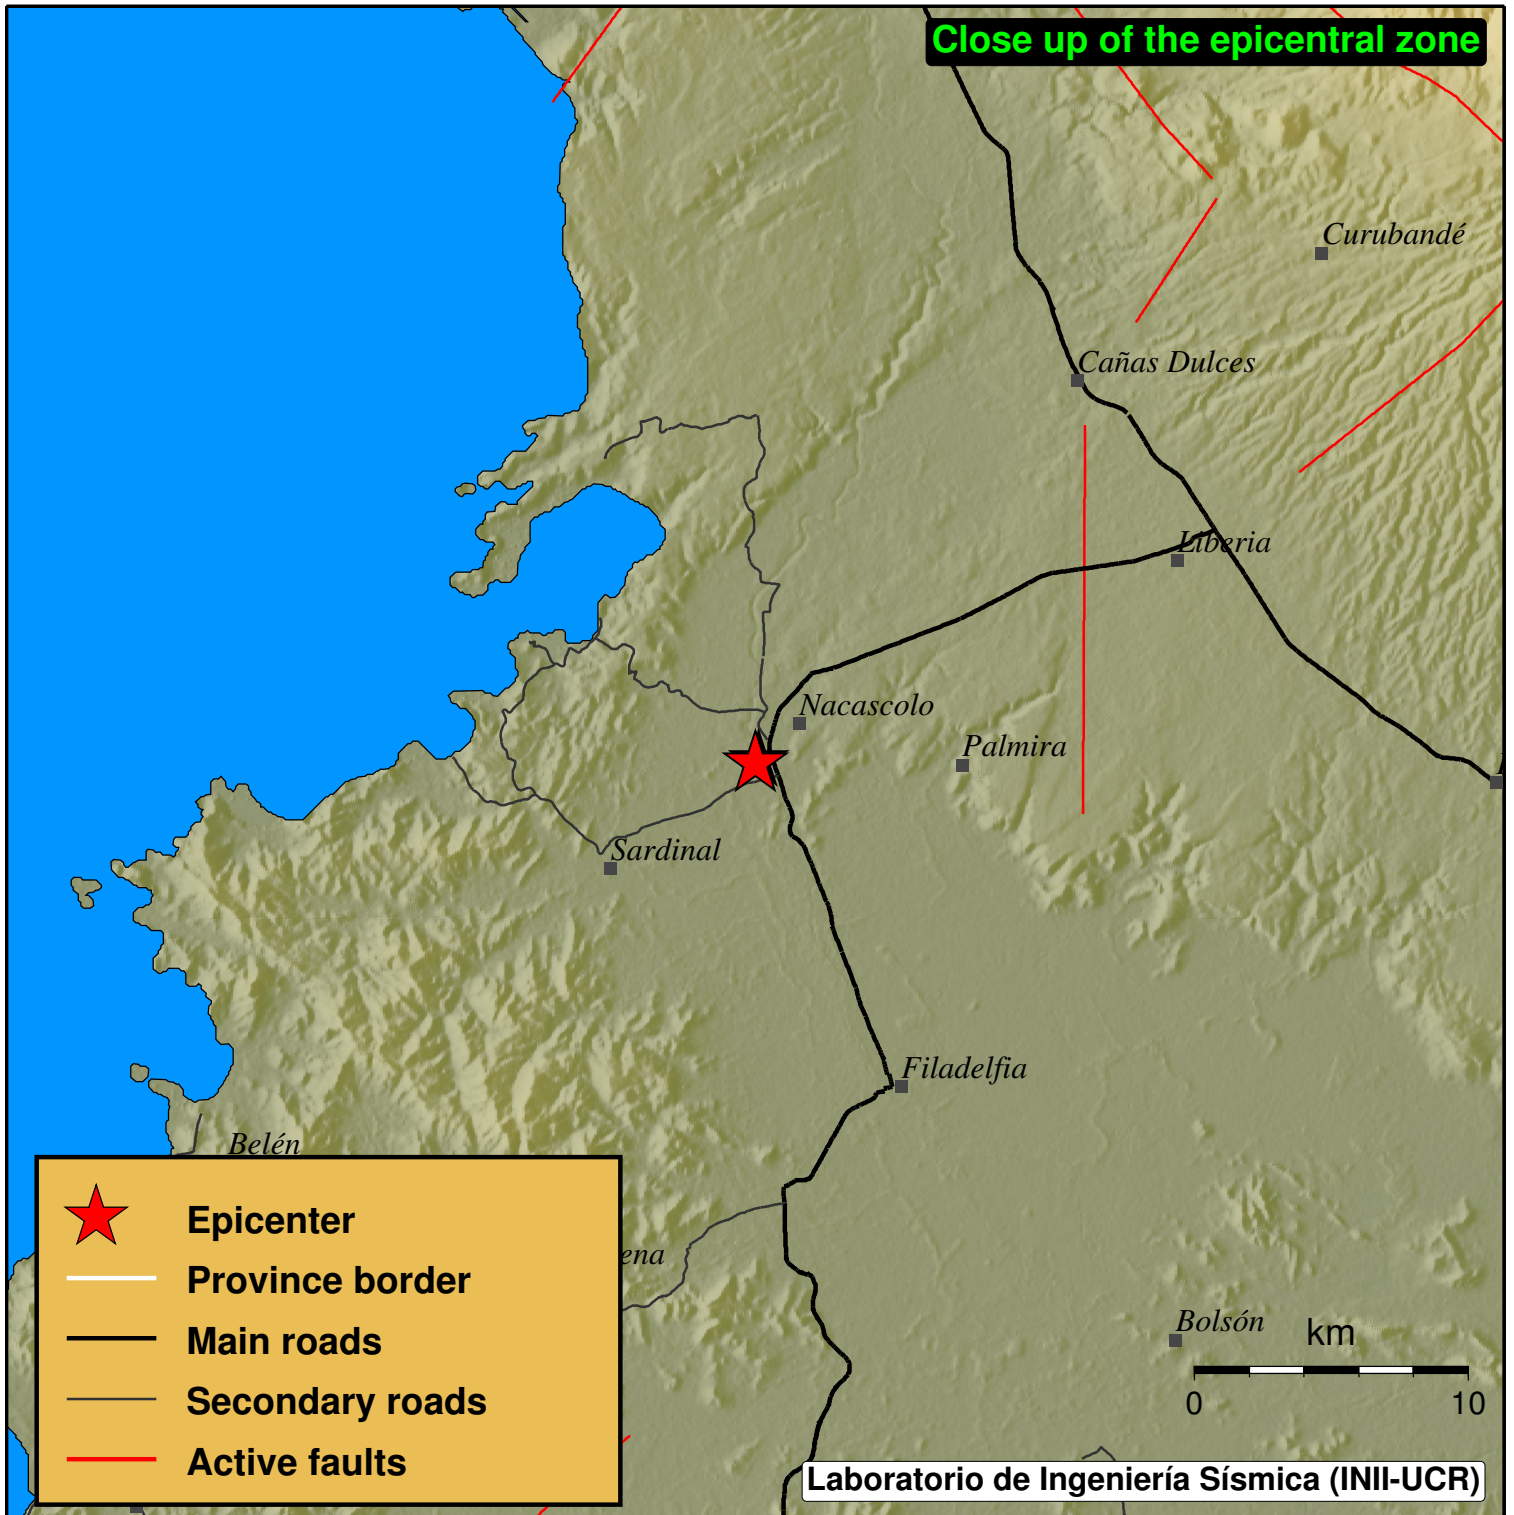 Close up of the epicentral zone
Curubandé
Cañas Dulces
Liberia
Nacascolo
Palmira
Sardinal
Filadelfia
Belén
Epicenter
Province border
ena
Main roads
Bolsón
km
Secondary roads
0 10
Active faults
Laboratorio de Ingeniería Sísmica (INII-UCR)